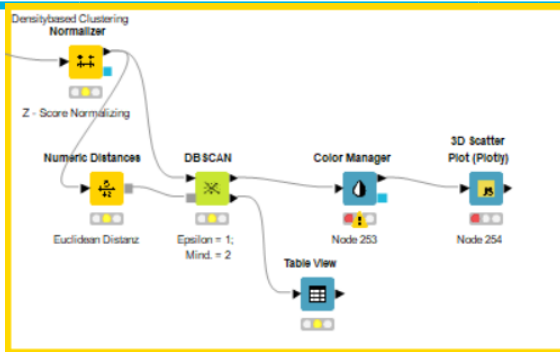 Densitybased Clustering
Normalizer
Z - Score Normalizing
Numeric Distances
Euclidean Distanz
DBSCAN
Epsilon = 1;
Mind. = 2
Color Manager
Node 253
3D Scatter
Plot (Plotly)
JS
Node 254
Table View